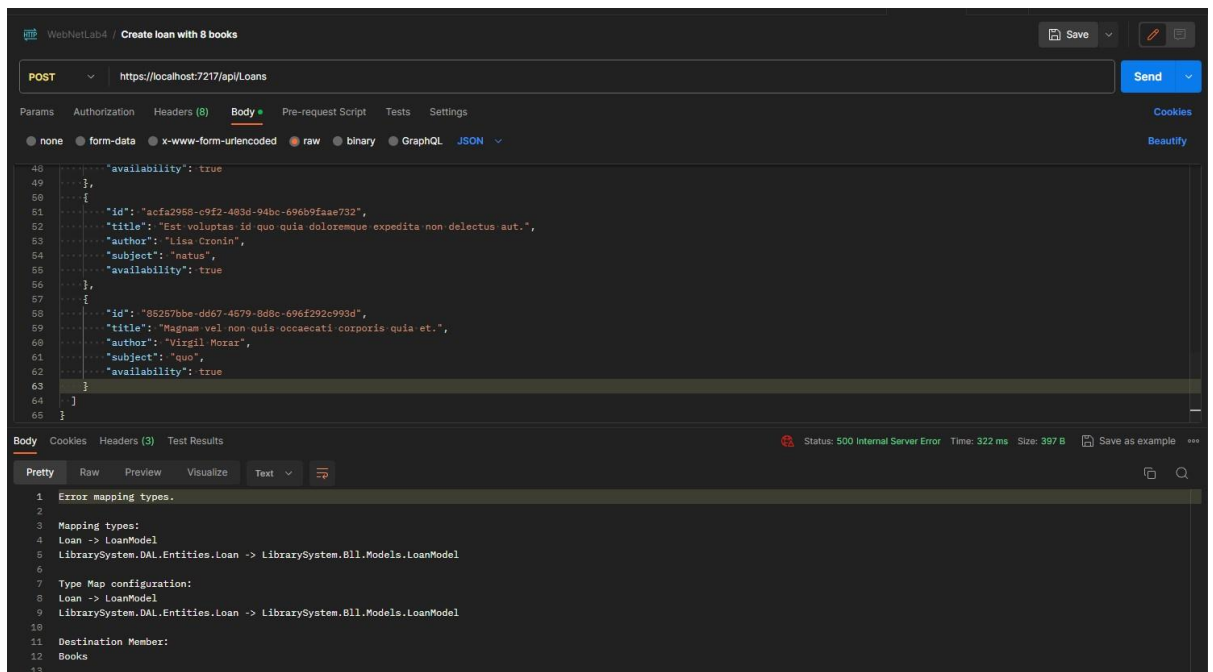 HTTP WebNetLab4 / Create loan with 8 books Save
POST https://localhost:7217/api/Loans Send
Params Authorization Headers (8) Body Pre-request Script Tests Settings Cookies
none form-data x-www-form-urlencoded raw binary GraphQL JSON Beautify
48 "availability": true
49 },
50 {
51 "id": "acfa2958-c9f2-403d-94bc-696b9faae732",
52 "title": "Est voluptas id quo quia doloremque expedita non delectus aut.",
53 "author": "Lisa Cronin",
54 "subject": "natus",
55 "availability": true
56 },
57 {
58 "id": "85257bbe-dd67-4579-8d8c-696f292c993d",
59 "title": "Magnam vel non quis occaecati corporis quia et.",
60 "author": "Virgil Morar",
61 "subject": "quo",
62 "availability": true
63 }
64 ]
65 }
Body Cookies Headers (3) Test Results Status: 500 Internal Server Error Time: 322 ms Size: 397 B Save as example
Pretty Raw Preview Visualize Text
1 Error mapping types.
2
3 Mapping types:
4 Loan -> LoanModel
5 LibrarySystem.DAL.Entities.Loan -> LibrarySystem.Bll.Models.LoanModel
6
7 Type Map configuration:
8 Loan -> LoanModel
9 LibrarySystem.DAL.Entities.Loan -> LibrarySystem.Bll.Models.LoanModel
10
11 Destination Member:
12 Books
13